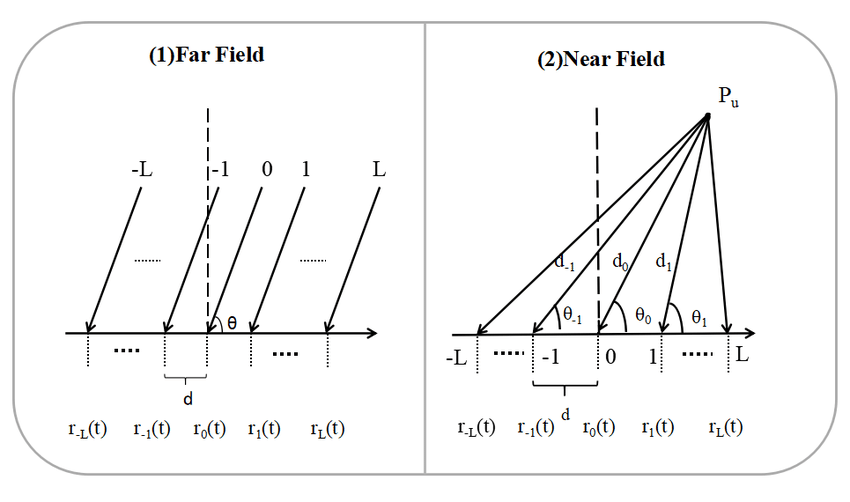 (1)Far Field
-L -1 0 1 L
........
........
θ
....
....
d
r₋L(t) r₋₁(t) r₀(t) r₁(t) rL(t)
(2)Near Field
Pᵤ
d₋₁ d₀ d₁
θ₋₁ θ₀ θ₁
-L ...... -1 0 1 ...... L
d
r₋L(t) r₋₁(t) r₀(t) r₁(t) rL(t)